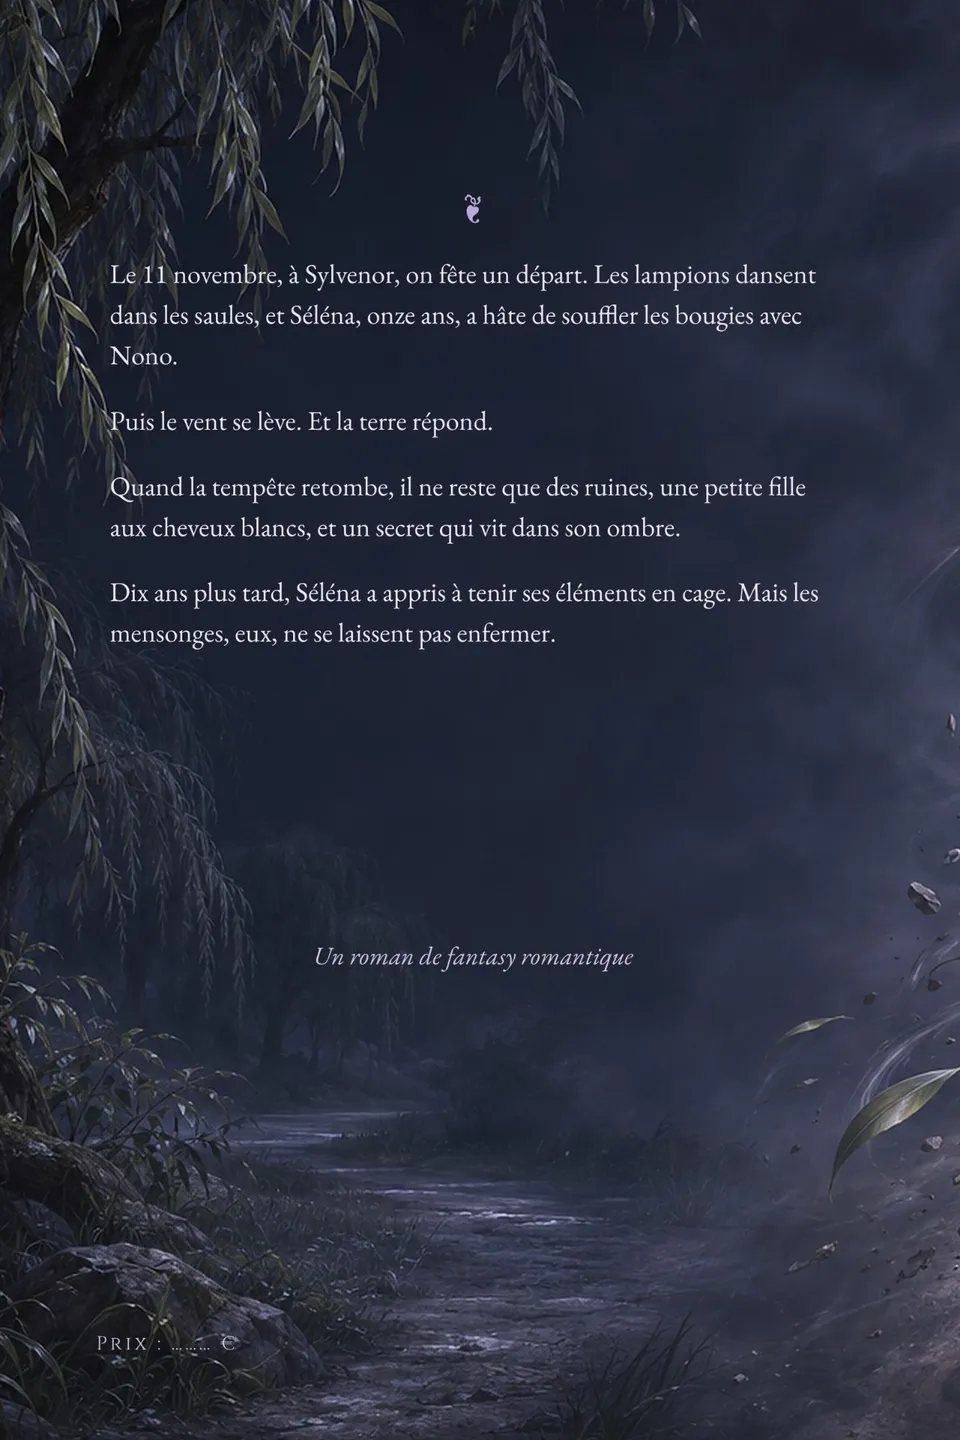 Le 11 novembre, à Sylvenor, on fête un départ. Les lampions dansent
dans les saules, et Séléna, onze ans, a hâte de souffler les bougies avec
Nono.
Puis le vent se lève. Et la terre répond.
Quand la tempête retombe, il ne reste que des ruines, une petite fille
aux cheveux blancs, et un secret qui vit dans son ombre.
Dix ans plus tard, Séléna a appris à tenir ses éléments en cage. Mais les
mensonges, eux, ne se laissent pas enfermer.
Un roman de fantasy romantique
Prix : ……… €